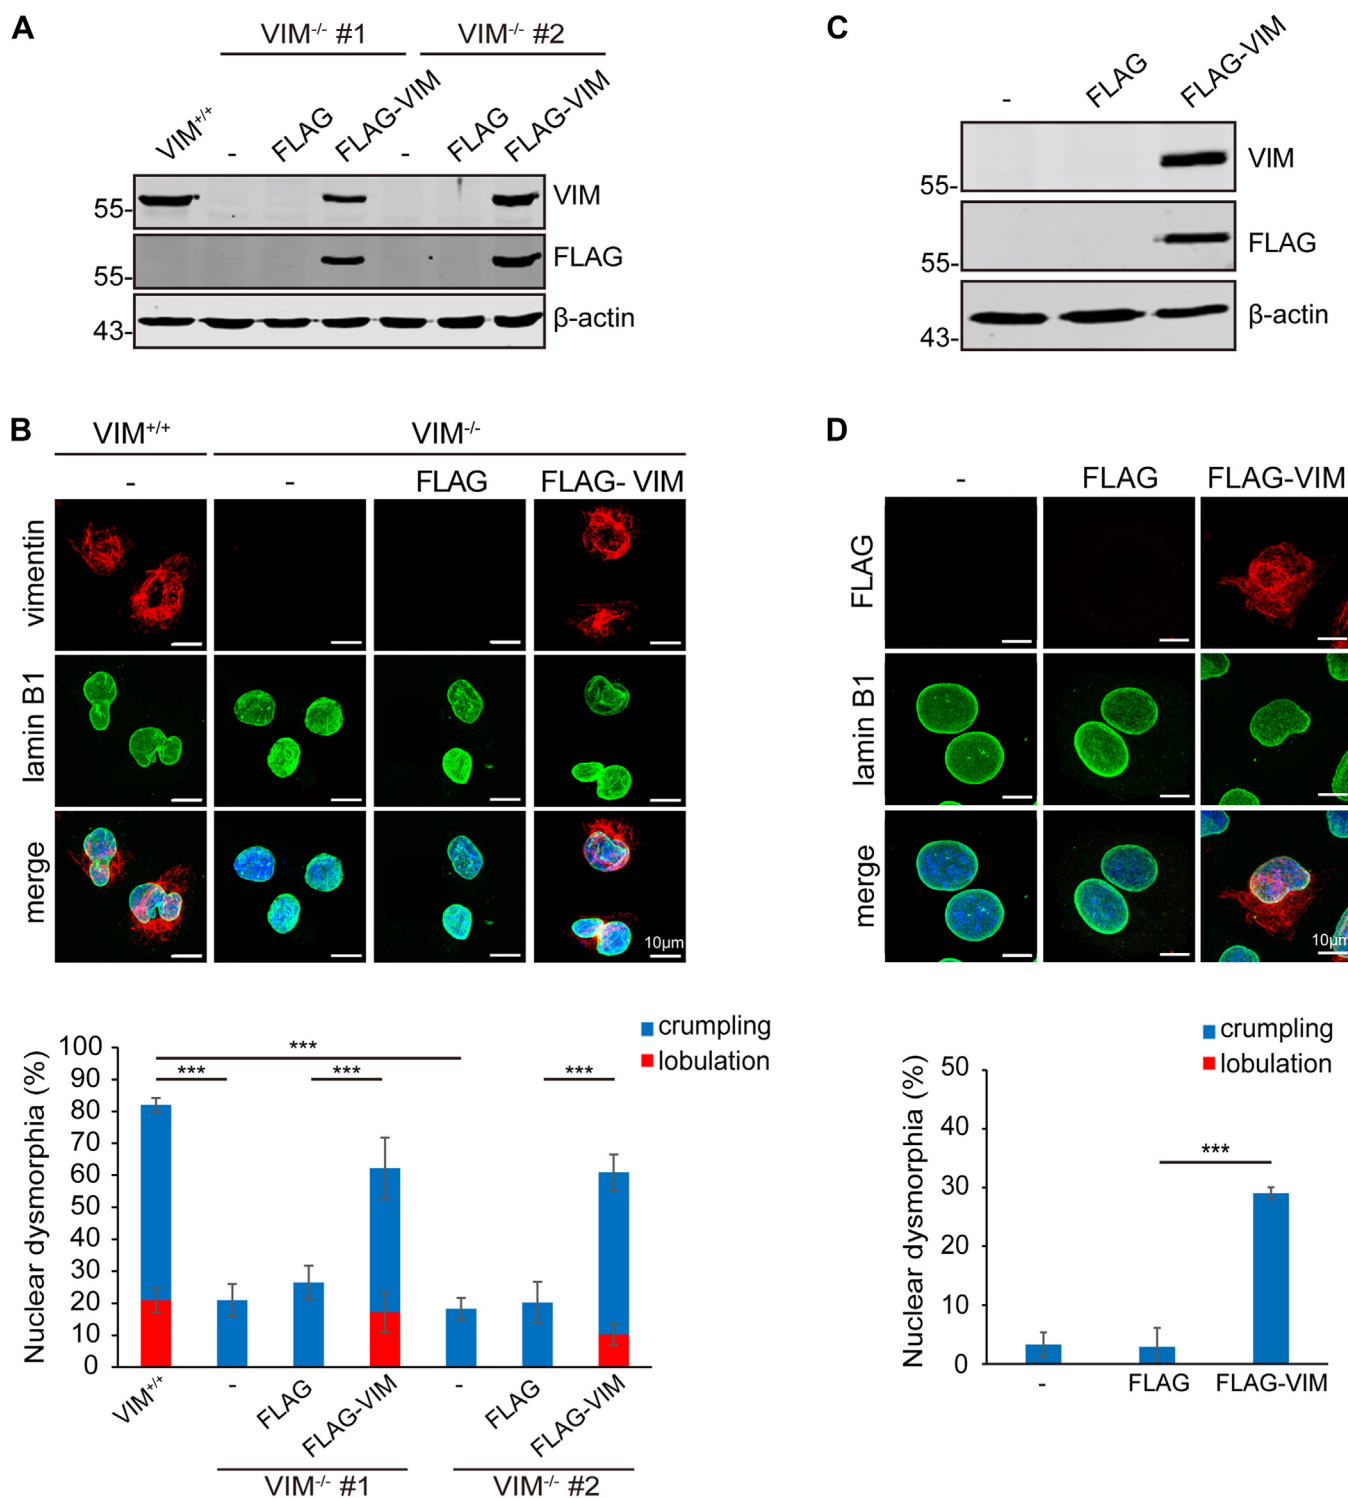 A
VIM-/- #1
VIM-/- #2
VIM+/+
-
FLAG
FLAG-VIM
-
FLAG
FLAG-VIM
55-
VIM
55-
FLAG
43-
β-actin
C
-
FLAG
FLAG-VIM
55-
VIM
55-
FLAG
43-
β-actin
B
VIM+/+
VIM-/-
-
-
FLAG
FLAG- VIM
vimentin
lamin B1
merge
10μm
D
-
FLAG
FLAG-VIM
FLAG
lamin B1
merge
10μm
crumpling
lobulation
Nuclear dysmorphia (%)
100
90
80
70
60
50
40
30
20
10
0
***
***
***
***
VIM+/+
-
FLAG
FLAG-VIM
-
FLAG
FLAG-VIM
VIM-/- #1
VIM-/- #2
crumpling
lobulation
Nuclear dysmorphia (%)
50
40
30
20
10
0
***
-
FLAG
FLAG-VIM